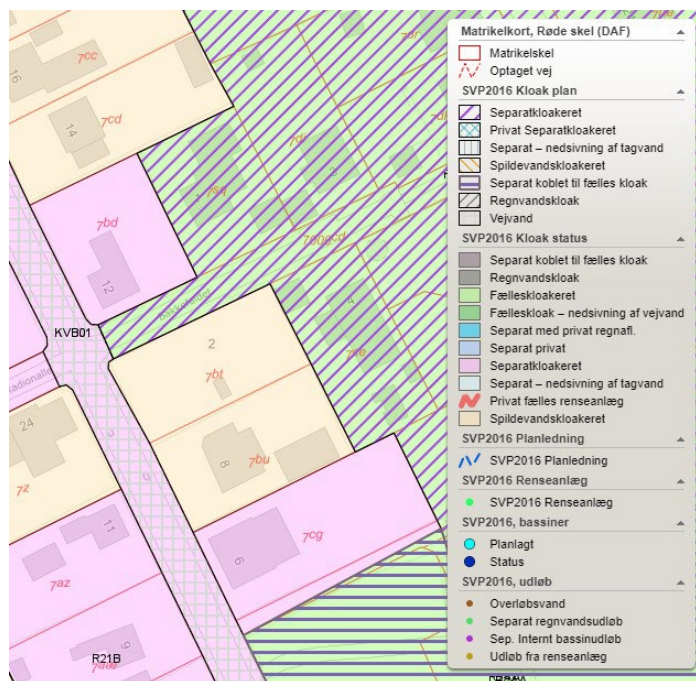 Matrikelkort, Røde skel (DAF)
Matrikelskel
Optaget vej
SVP2016 Kloak plan
Separatkloakeret
Privat Separatkloakeret
Separat – nedsivning af tagvand
Spildevandskloakeret
Separat koblet til fælles kloak
Regnvandskloak
Vejvand
SVP2016 Kloak status
Separat koblet til fælles kloak
Regnvandskloak
Fælleskloakeret
Fælleskloak – nedsivning af vejvand
Separat med privat regnafl.
Separat privat
Separatkloakeret
Separat – nedsivning af tagvand
Privat fælles renseanlæg
Spildevandskloakeret
SVP2016 Planledning
SVP2016 Planledning
SVP2016 Renseanlæg
SVP2016 Renseanlæg
SVP2016, bassiner
Planlagt
Status
SVP2016, udløb
Overløbsvand
Separat regnvandsudløb
Sep. Internt bassinudløb
Udløb fra renseanlæg
7cc
16
14
7cd
7bd
12
7000cd
KVB01
2
7bt
24
7z
8
7bu
11
7az
6
7cg
9
R21B